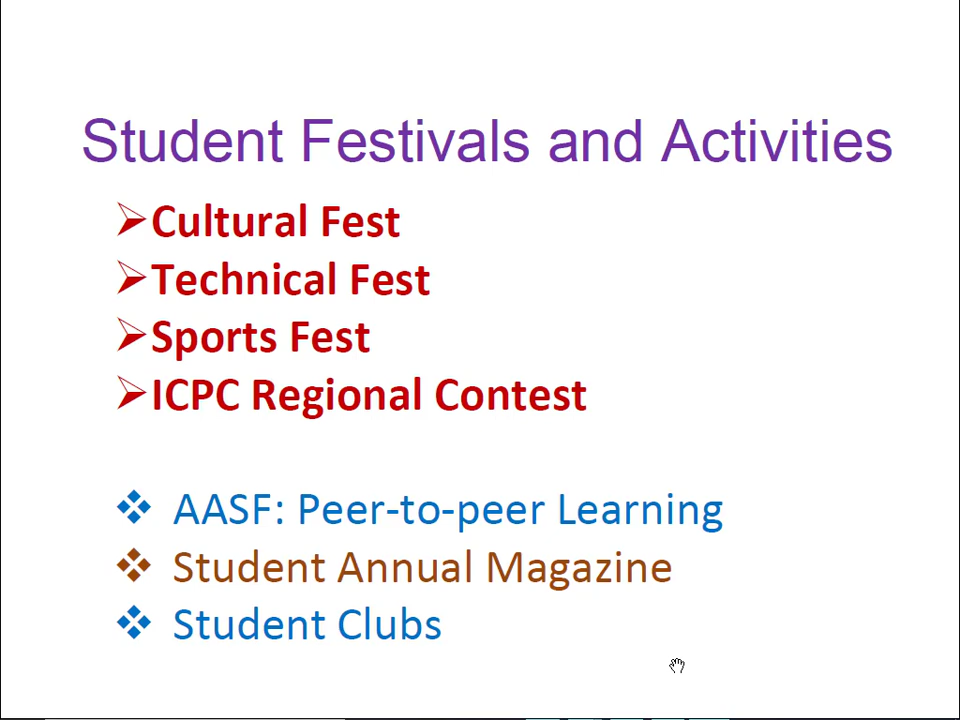 Student Festivals and Activities
Cultural Fest
Technical Fest
Sports Fest
ICPC Regional Contest
AASF: Peer-to-peer Learning
Student Annual Magazine
Student Clubs